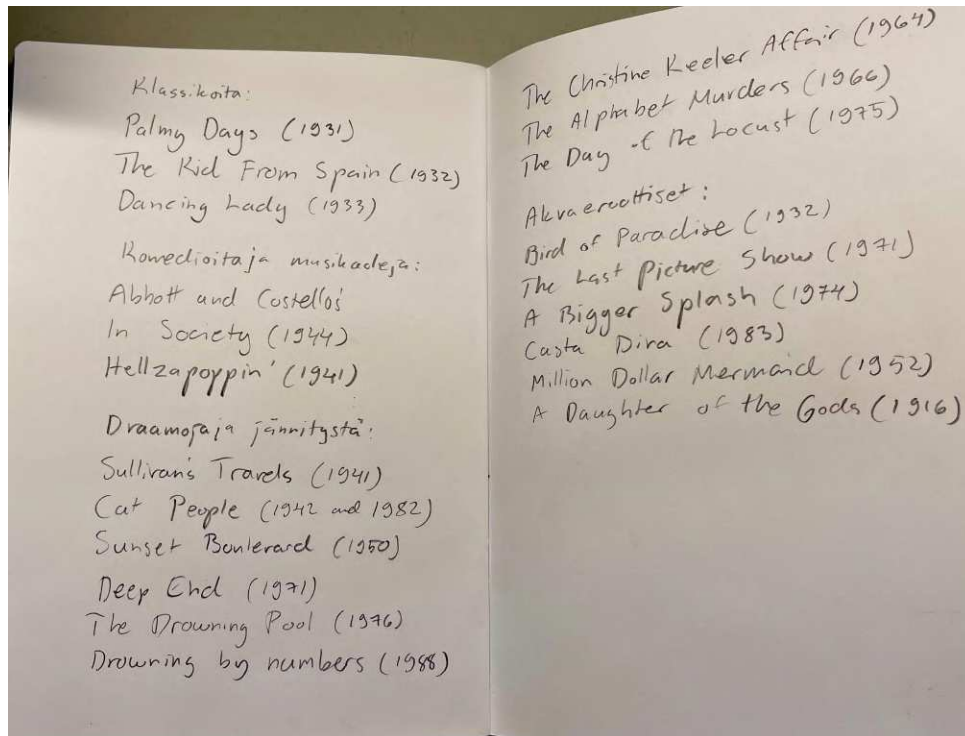 Klassikoita:
Palmy Days (1931)
The Kid From Spain (1932)
Dancing Lady (1933)
Komedioita ja musikaaleja:
Abbott and Costello's
In Society (1944)
Hellzapoppin' (1941)
Draamoja ja jännitystä:
Sullivan's Travels (1941)
Cat People (1942 and 1982)
Sunset Boulevard (1950)
Deep End (1971)
The Drowning Pool (1976)
Drowning by numbers (1988)
The Christine Keeler Affair (1964)
The Alphabet Murders (1966)
The Day of the Locust (1975)
Akvaeroottiset:
Bird of Paradise (1932)
The Last Picture Show (1971)
A Bigger Splash (1974)
Casta Diva (1983)
Million Dollar Mermaid (1952)
A Daughter of the Gods (1916)